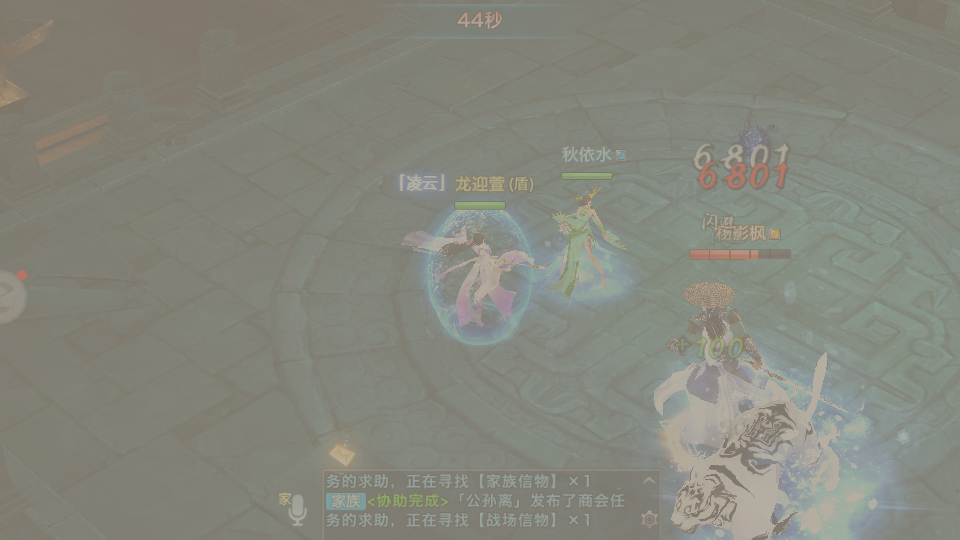 44秒
秋依水
6801
6801
「凌云」龙迎萱(盾)
闪避
杨影枫
+100
务的求助，正在寻找【家族信物】×1
家族<协助完成>「公孙离」发布了商会任
务的求助，正在寻找【战场信物】×1
家